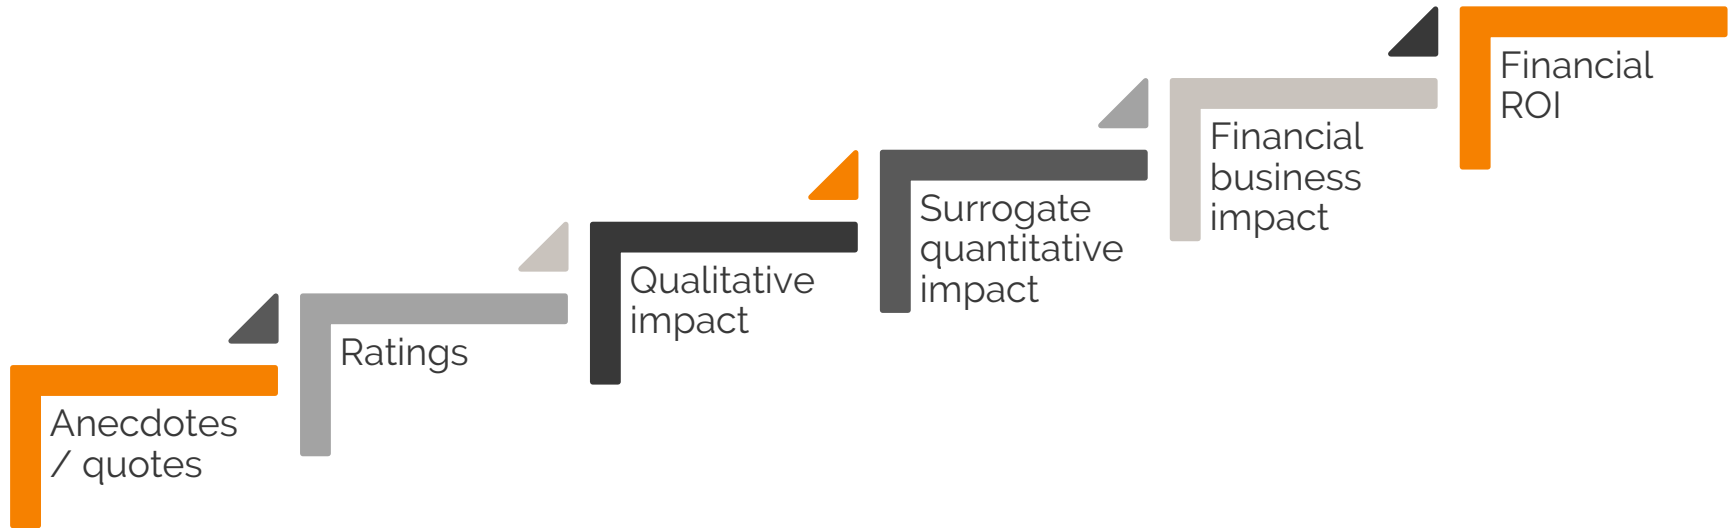 Anecdotes
/ quotes
Ratings
Qualitative
impact
Surrogate
quantitative
impact
Financial
business
impact
Financial
ROI